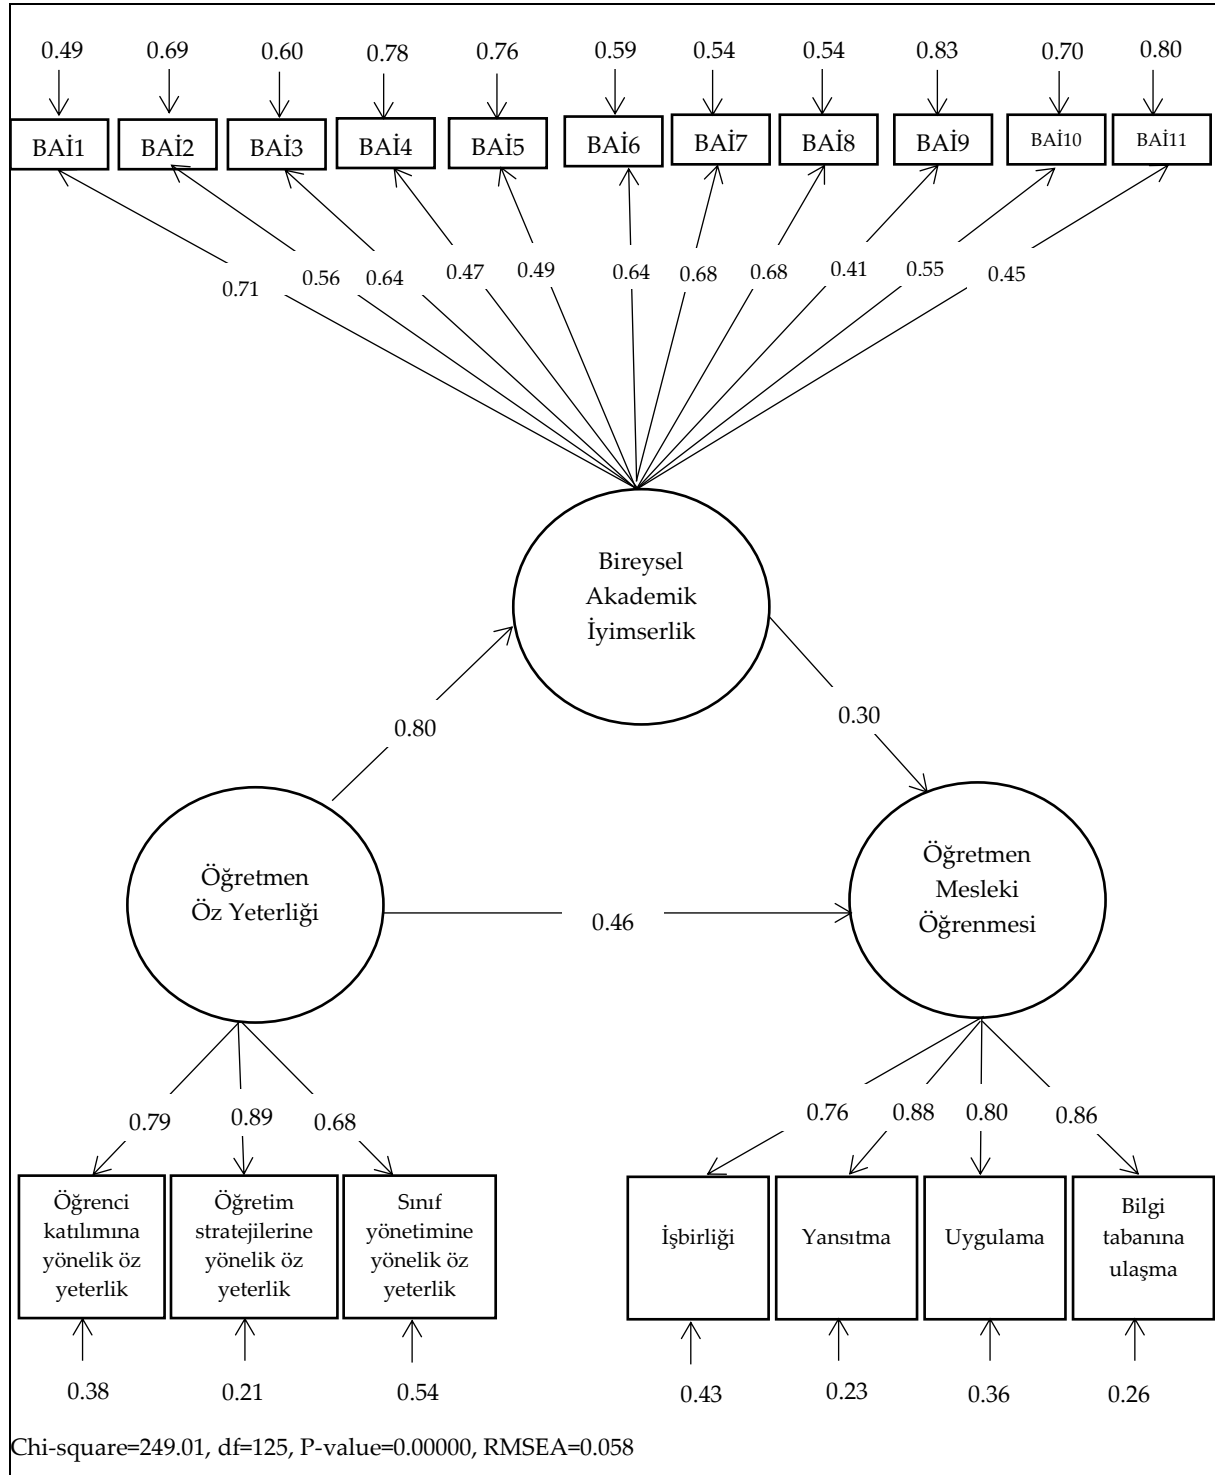 0.49 0.69 0.60 0.78 0.76 0.59 0.54 0.54 0.83 0.70 0.80
BAİ1 BAİ2 BAİ3 BAİ4 BAİ5 BAİ6 BAİ7 BAİ8 BAİ9 BAİ10 BAİ11
0.71 0.56 0.64 0.47 0.49 0.64 0.68 0.68 0.41 0.55 0.45
Bireysel
Akademik
İyimserlik
0.80
0.30
Öğretmen
Öz Yeterliği
0.46
Öğretmen
Mesleki
Öğrenmesi
0.79 0.89 0.68
0.76 0.88 0.80 0.86
Öğrenci
katılımına
yönelik öz
yeterlik
Öğretim
stratejilerine
yönelik öz
yeterlik
Sınıf
yönetimine
yönelik öz
yeterlik
İşbirliği
Yansıtma
Uygulama
Bilgi
tabanına
ulaşma
0.38 0.21 0.54
0.43 0.23 0.36 0.26
Chi-square=249.01, df=125, P-value=0.00000, RMSEA=0.058